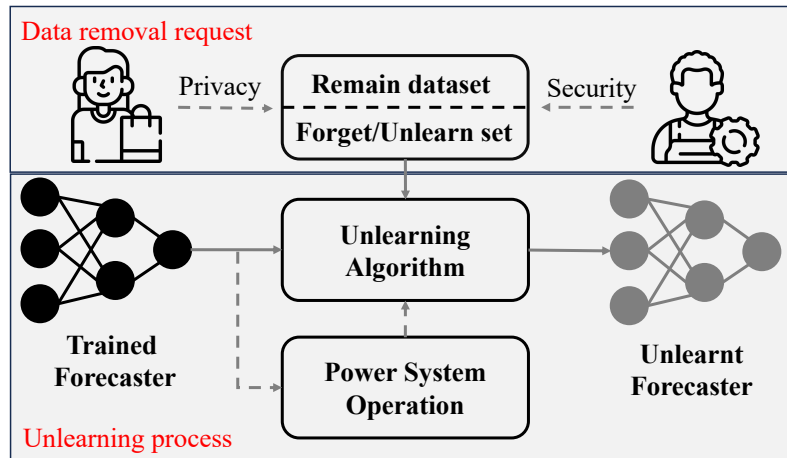 Data removal request
Privacy
Remain dataset
Security
Forget/Unlearn set
Unlearning
Algorithm
Trained
Forecaster
Power System
Operation
Unlearnt
Forecaster
Unlearning process